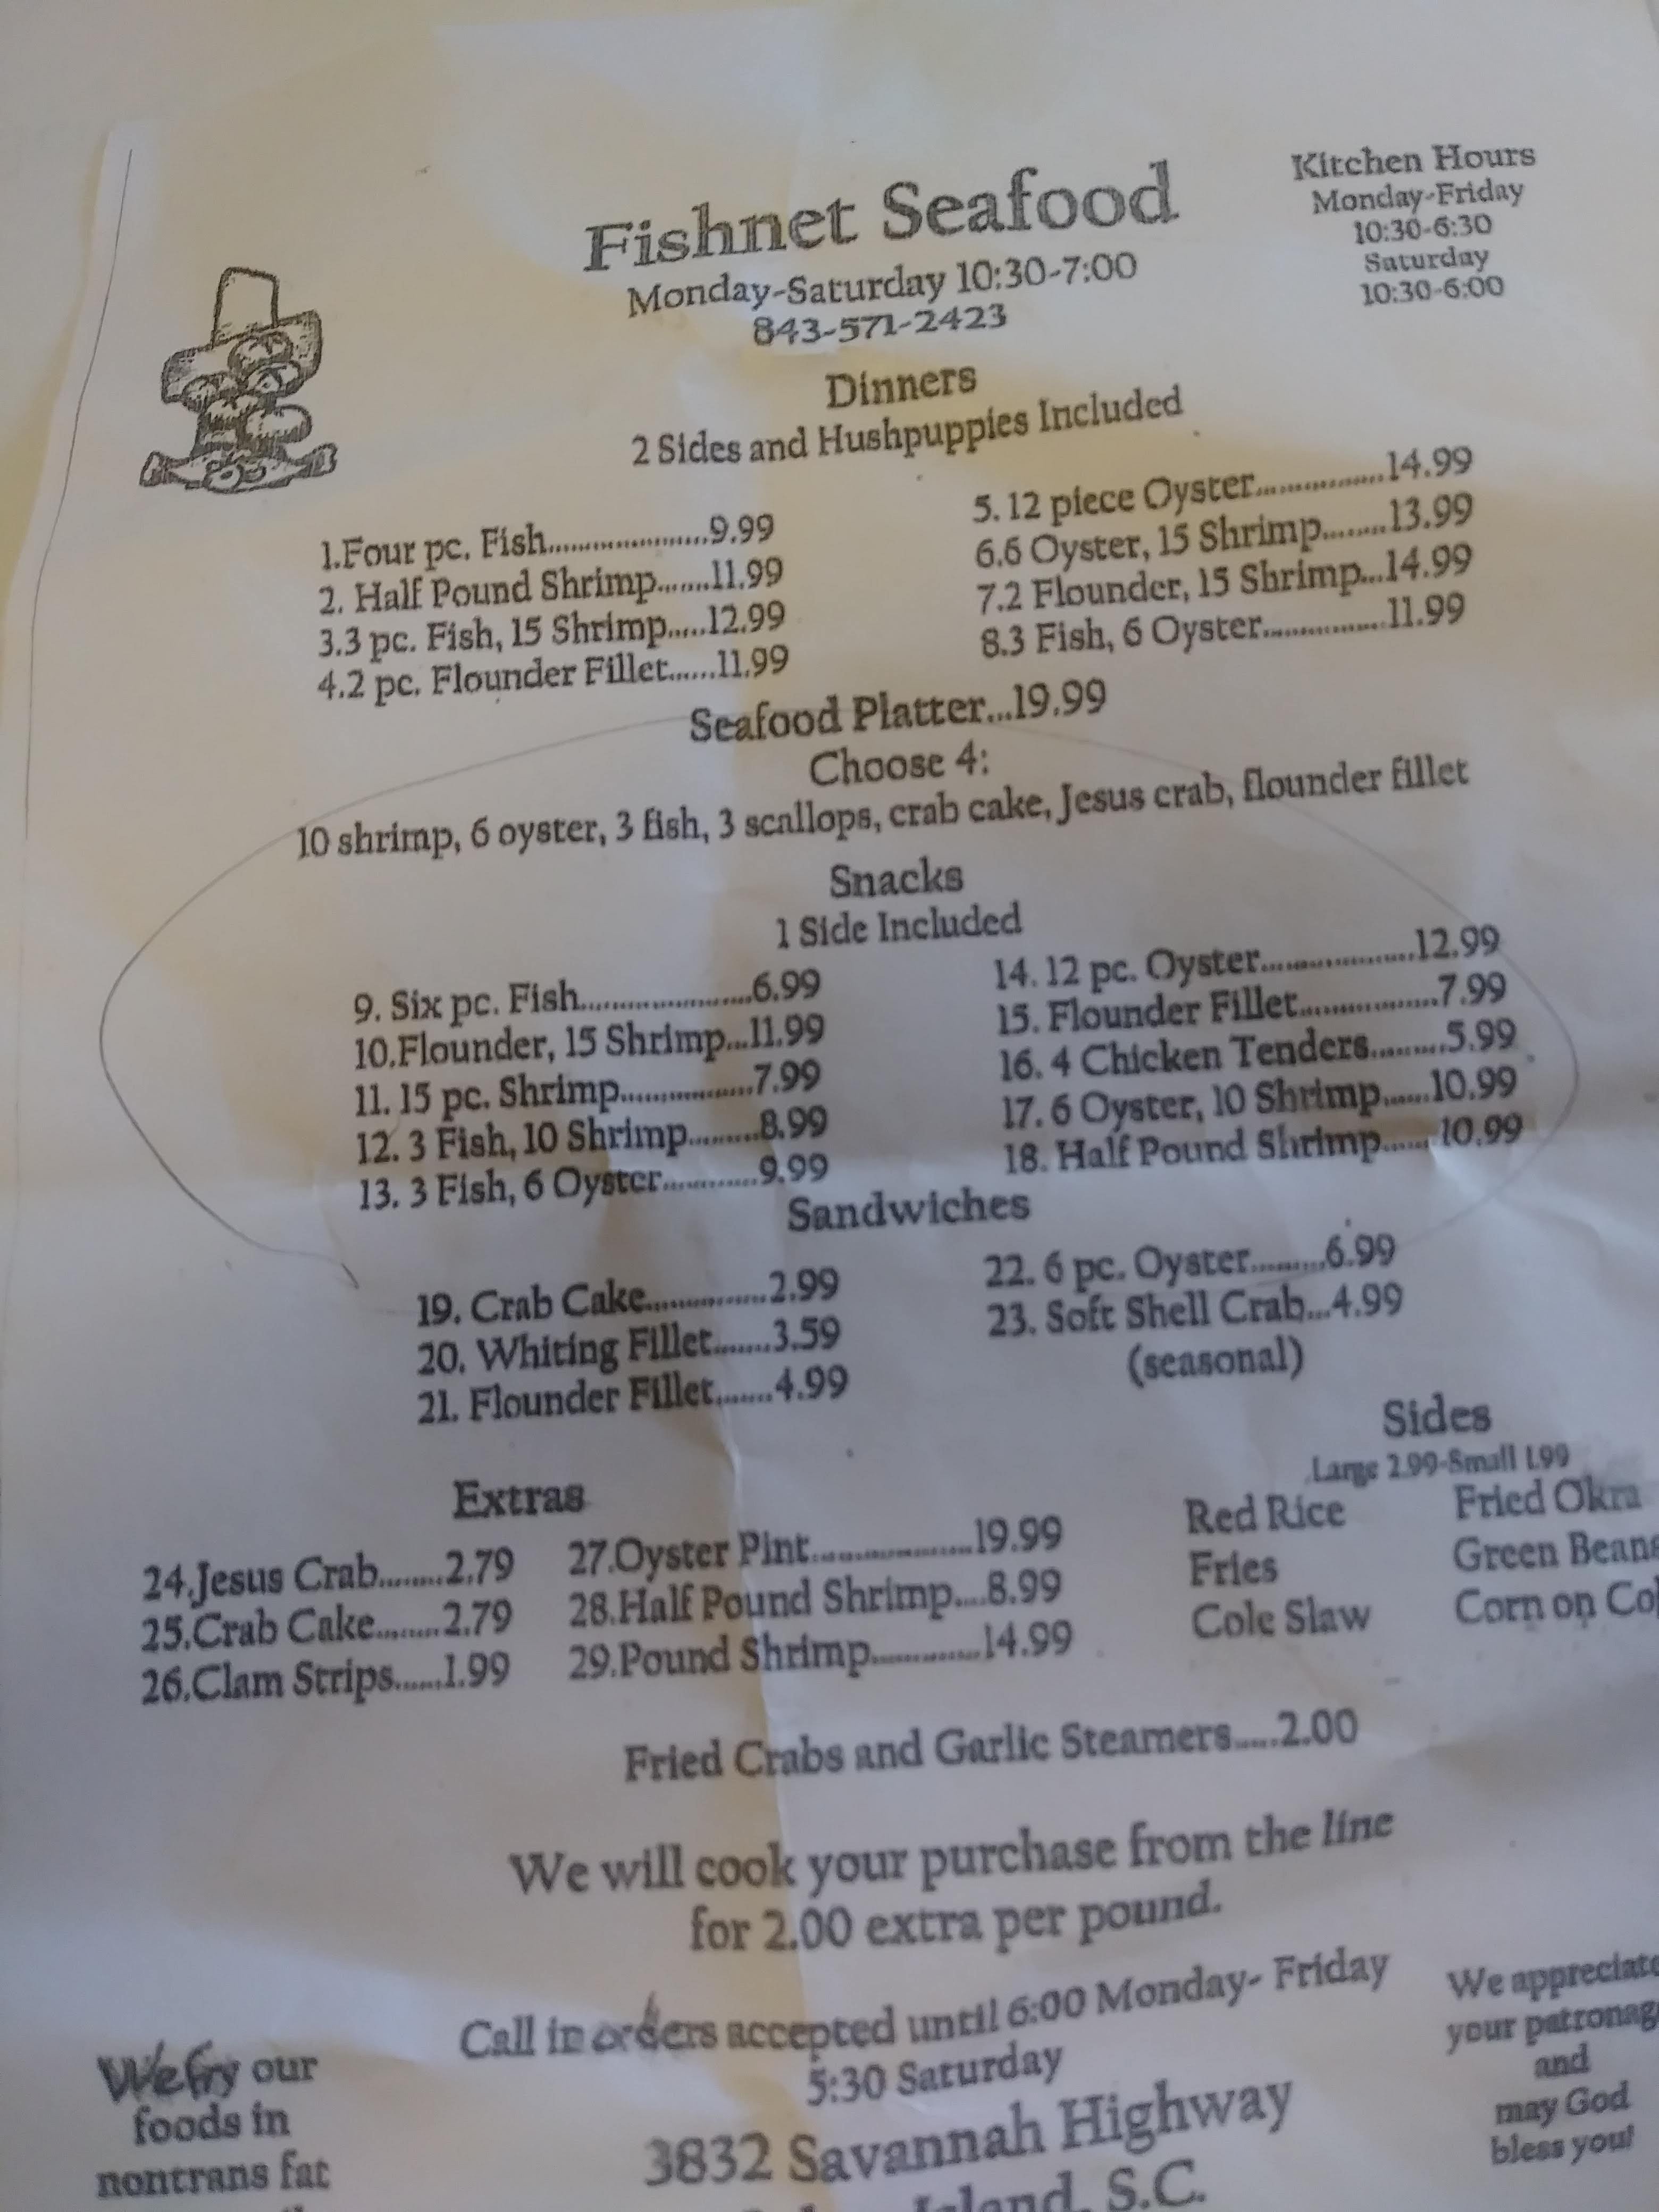 Fishnet Seafood
Monday-Saturday 10:30-7:00
843-571-2423
Kitchen Hours
Monday-Friday
10:30-6:30
Saturday
10:30-6:00
Dinners
2 Sides and Hushpuppies Included
1.Four pc. Fish.....................9.99
2. Half Pound Shrimp.......11.99
3.3 pc. Fish, 15 Shrimp.....12.99
4.2 pc. Flounder Fillet......11.99
5. 12 piece Oyster.................14.99
6.6 Oyster, 15 Shrimp........13.99
7.2 Flounder, 15 Shrimp...14.99
8.3 Fish, 6 Oyster................11.99
Seafood Platter...19.99
Choose 4:
10 shrimp, 6 oyster, 3 fish, 3 scallops, crab cake, Jesus crab, flounder fillet
Snacks
1 Side Included
9. Six pc. Fish.......................6.99
10.Flounder, 15 Shrimp...11.99
11. 15 pc. Shrimp..................7.99
12. 3 Fish, 10 Shrimp.........8.99
13. 3 Fish, 6 Oyster............9.99
14. 12 pc. Oyster....................12.99
15. Flounder Fillet..................7.99
16. 4 Chicken Tenders.........5.99
17. 6 Oyster, 10 Shrimp......10.99
18. Half Pound Shrimp......10.99
Sandwiches
19. Crab Cake...............2.99
20. Whiting Fillet.......3.59
21. Flounder Fillet.......4.99
22. 6 pc. Oyster.........6.99
23. Soft Shell Crab...4.99
(seasonal)
Extras
24.Jesus Crab........2.79
25.Crab Cake........2.79
26.Clam Strips......1.99
27.Oyster Pint....................19.99
28.Half Pound Shrimp....8.99
29.Pound Shrimp.............14.99
Sides
Large 2.99-Small 1.99
Red Rice
Fries
Cole Slaw
Fried Okra
Green Beans
Corn on Co
Fried Crabs and Garlic Steamers.....2.00
We will cook your purchase from the line
for 2.00 extra per pound.
Call in orders accepted until 6:00 Monday- Friday
5:30 Saturday
3832 Savannah Highway
Island, S.C.
We fry our
foods in
nontrans fat
We appreciate
your patronag
and
may God
bless you!